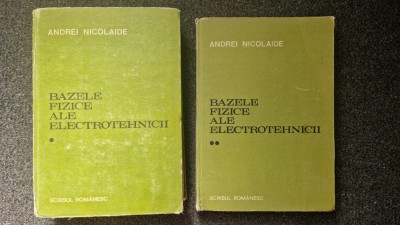 ANDREI NICOLAIDE
BAZELE
FIZICE
ALE
ELECTROTEHNICII
*
SCRISUL ROMÂNESC
ANDREI NICOLAIDE
BAZELE
FIZICE
ALE
ELECTROTEHNICII
**
SCRISUL ROMÂNESC